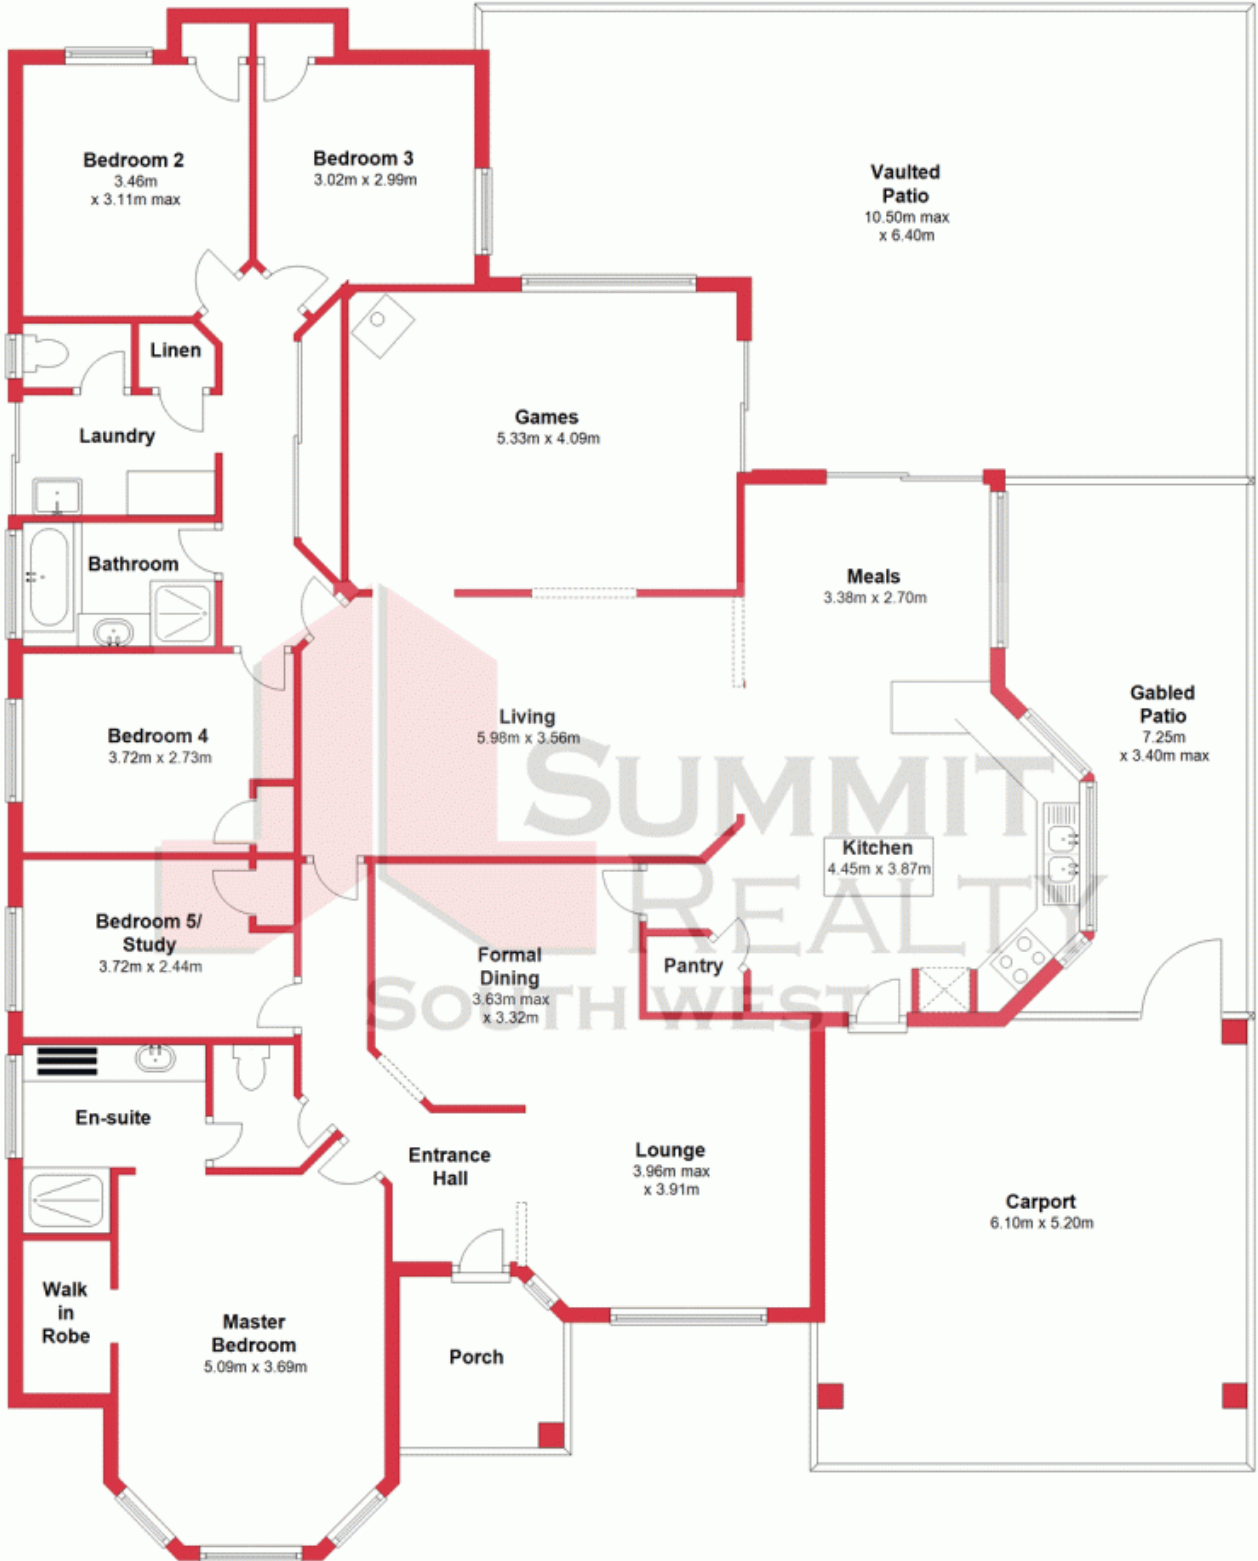 Bedroom 2
3.46m
x 3.11m max
Bedroom 3
3.02m x 2.99m
Vaulted
Patio
10.50m max
x 6.40m
Linen
Games
5.33m x 4.09m
Laundry
Bathroom
Meals
3.38m x 2.70m
Living
5.98m x 3.56m
Gabled
Patio
7.25m
x 3.40m max
Bedroom 4
3.72m x 2.73m
SUMMIT
REALTY
SOUTH WEST
Kitchen
4.45m x 3.87m
Bedroom 5/
Study
3.72m x 2.44m
Formal
Dining
3.63m max
x 3.32m
Pantry
En-suite
Entrance
Hall
Lounge
3.96m max
x 3.91m
Carport
6.10m x 5.20m
Walk
in
Robe
Master
Bedroom
5.09m x 3.69m
Porch